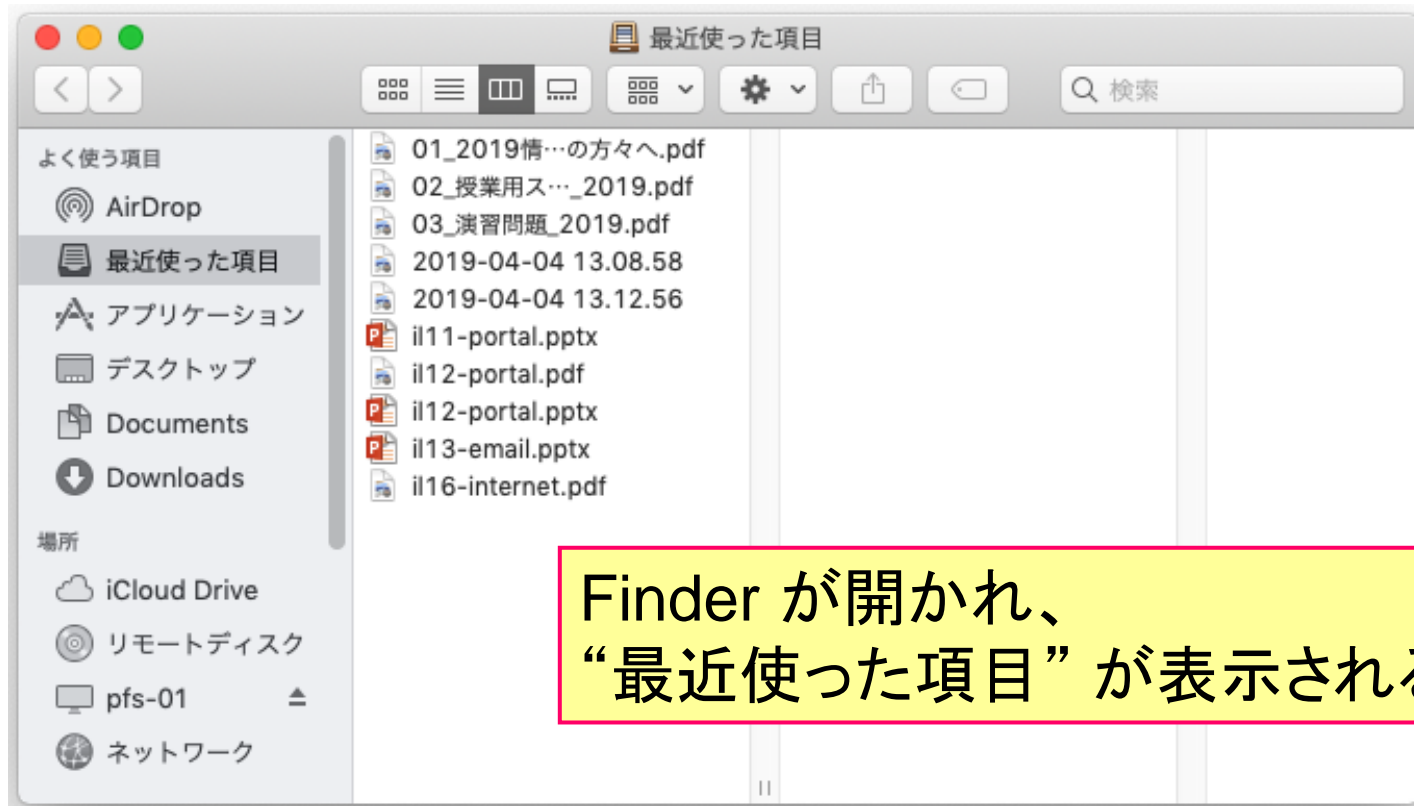 最近使った項目
検索
よく使う項目
AirDrop
最近使った項目
アプリケーション
デスクトップ
Documents
Downloads
場所
iCloud Drive
リモートディスク
pfs-01
ネットワーク
01_2019情…の方々へ.pdf
02_授業用ス…_2019.pdf
03_演習問題_2019.pdf
2019-04-04 13.08.58
2019-04-04 13.12.56
il11-portal.pptx
il12-portal.pdf
il12-portal.pptx
il13-email.pptx
il16-internet.pdf
Finder が開かれ、
“最近使った項目” が表示される